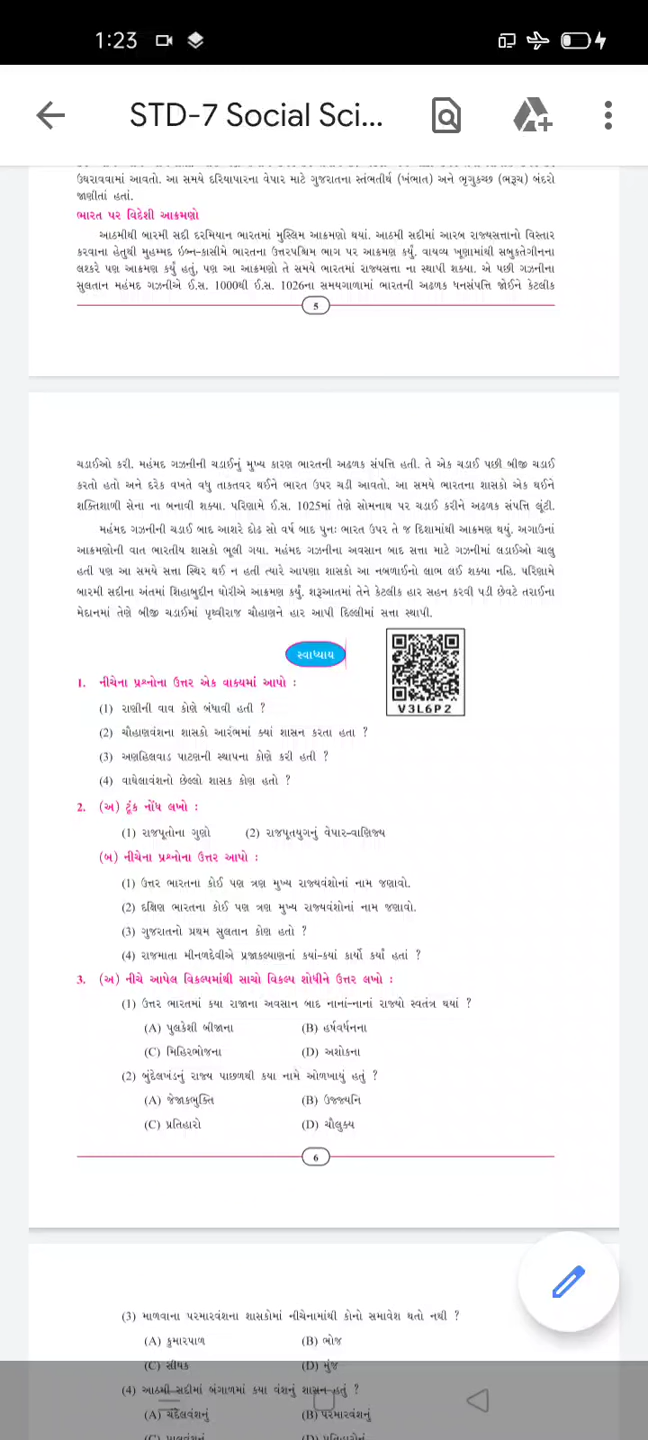 1:23
STD-7 Social Sci...
ઉઘરાવવામાં આવતો. આ સમયે દરિયાપારના વેપાર માટે ગુજરાતના સ્તંભતીર્થ (ખંભાત) અને ભૃગુકચ્છ (ભરૂચ) બંદરો
જાણીતાં હતાં.
ભારત પર વિદેશી આક્રમણો
આઠમીથી બારમી સદી દરમિયાન ભારતમાં મુસ્લિમ આક્રમણો થયાં. આઠમી સદીમાં આરબ રાજ્યસત્તાનો વિસ્તાર
કરવાના હેતુથી મુહમ્મદ ઇબ્ન-કાસીમે ભારતના ઉત્તરપશ્ચિમ ભાગ પર આક્રમણ કર્યું. વાયવ્ય ખૂણામાંથી સબુકતેગીનના
લશ્કરે પણ આક્રમણ કર્યું હતું, પણ આ આક્રમણો તે સમયે ભારતમાં રાજ્યસત્તા ના સ્થાપી શક્યા. એ પછી ગઝનીના
સુલતાન મહંમદ ગઝનીએ ઈ.સ. 1000થી ઈ.સ. 1026ના સમયગાળામાં ભારતની અઢળક ધનસંપત્તિ જોઈને કેટલીક
5
ચડાઈઓ કરી. મહંમદ ગઝનીની ચડાઈનું મુખ્ય કારણ ભારતની અઢળક સંપત્તિ હતી. તે એક ચડાઈ પછી બીજી ચડાઈ
કરતો હતો અને દરેક વખતે વધુ તાકતવર થઈને ભારત ઉપર ચડી આવતો. આ સમયે ભારતના શાસકો એક થઈને
શક્તિશાળી સેના ના બનાવી શક્યા. પરિણામે ઈ.સ. 1025માં તેણે સોમનાથ પર ચડાઈ કરીને અઢળક સંપત્તિ લૂંટી.
મહંમદ ગઝનીની ચડાઈ બાદ આશરે દોઢ સો વર્ષ બાદ પુનઃ ભારત ઉપર તે જ દિશામાંથી આક્રમણ થયું. અગાઉનાં
આક્રમણોની વાત ભારતીય શાસકો ભૂલી ગયા. મહંમદ ગઝનીના અવસાન બાદ સત્તા માટે ગઝનીમાં લડાઈઓ ચાલુ
હતી પણ આ સમયે સત્તા સ્થિર થઈ ન હતી ત્યારે આપણા શાસકો આ નબળાઈનો લાભ લઈ શક્યા નહિ. પરિણામે
બારમી સદીના અંતમાં શિહાબુદ્દીન ઘોરીએ આક્રમણ કર્યું. શરૂઆતમાં તેને કેટલીક હાર સહન કરવી પડી છેવટે તરાઈના
મેદાનમાં તેણે બીજી ચડાઈમાં પૃથ્વીરાજ ચૌહાણને હાર આપી દિલ્લીમાં સત્તા સ્થાપી.
સ્વાધ્યાય
V3L6P2
1. નીચેના પ્રશ્નોના ઉત્તર એક વાક્યમાં આપો :
(1) રાણીની વાવ કોણે બંધાવી હતી ?
(2) ચૌહાણવંશના શાસકો આરંભમાં ક્યાં શાસન કરતા હતા ?
(3) અણહિલવાડ પાટણની સ્થાપના કોણે કરી હતી ?
(4) વાઘેલાવંશનો છેલ્લો શાસક કોણ હતો ?
2. (અ) ટૂંક નોંધ લખો :
(1) રાજપૂતોના ગુણો (2) રાજપૂતયુગનું વેપાર-વાણિજ્ય
(બ) નીચેના પ્રશ્નોના ઉત્તર આપો :
(1) ઉત્તર ભારતના કોઈ પણ ત્રણ મુખ્ય રાજ્યવંશોનાં નામ જણાવો.
(2) દક્ષિણ ભારતના કોઈ પણ ત્રણ મુખ્ય રાજ્યવંશોનાં નામ જણાવો.
(3) ગુજરાતનો પ્રથમ સુલતાન કોણ હતો ?
(4) રાજમાતા મીનળદેવીએ પ્રજાકલ્યાણનાં કયાં-કયાં કાર્યો કર્યાં હતાં ?
3. (અ) નીચે આપેલ વિકલ્પમાંથી સાચો વિકલ્પ શોધીને ઉત્તર લખો :
(1) ઉત્તર ભારતમાં કયા રાજાના અવસાન બાદ નાનાં-નાનાં રાજ્યો સ્વતંત્ર થયાં ?
(A) પુલકેશી બીજાના (B) હર્ષવર્ધનના
(C) મિહિરભોજના (D) અશોકના
(2) બુંદેલખંડનું રાજ્ય પાછળથી કયા નામે ઓળખાયું હતું ?
(A) જેજાકભુક્તિ (B) ઉજ્જયનિ
(C) પ્રતિહારો (D) ચૌલુક્ય
6
(3) માળવાના પરમારવંશના શાસકોમાં નીચેનામાંથી કોનો સમાવેશ થતો નથી ?
(A) કુમારપાળ (B) ભોજ
(C) સીયક (D) મુંજ
(4) આઠમી સદીમાં બંગાળમાં કયા વંશનું શાસન હતું ?
(A) ચંદેલવંશનું (B) પરમારવંશનું